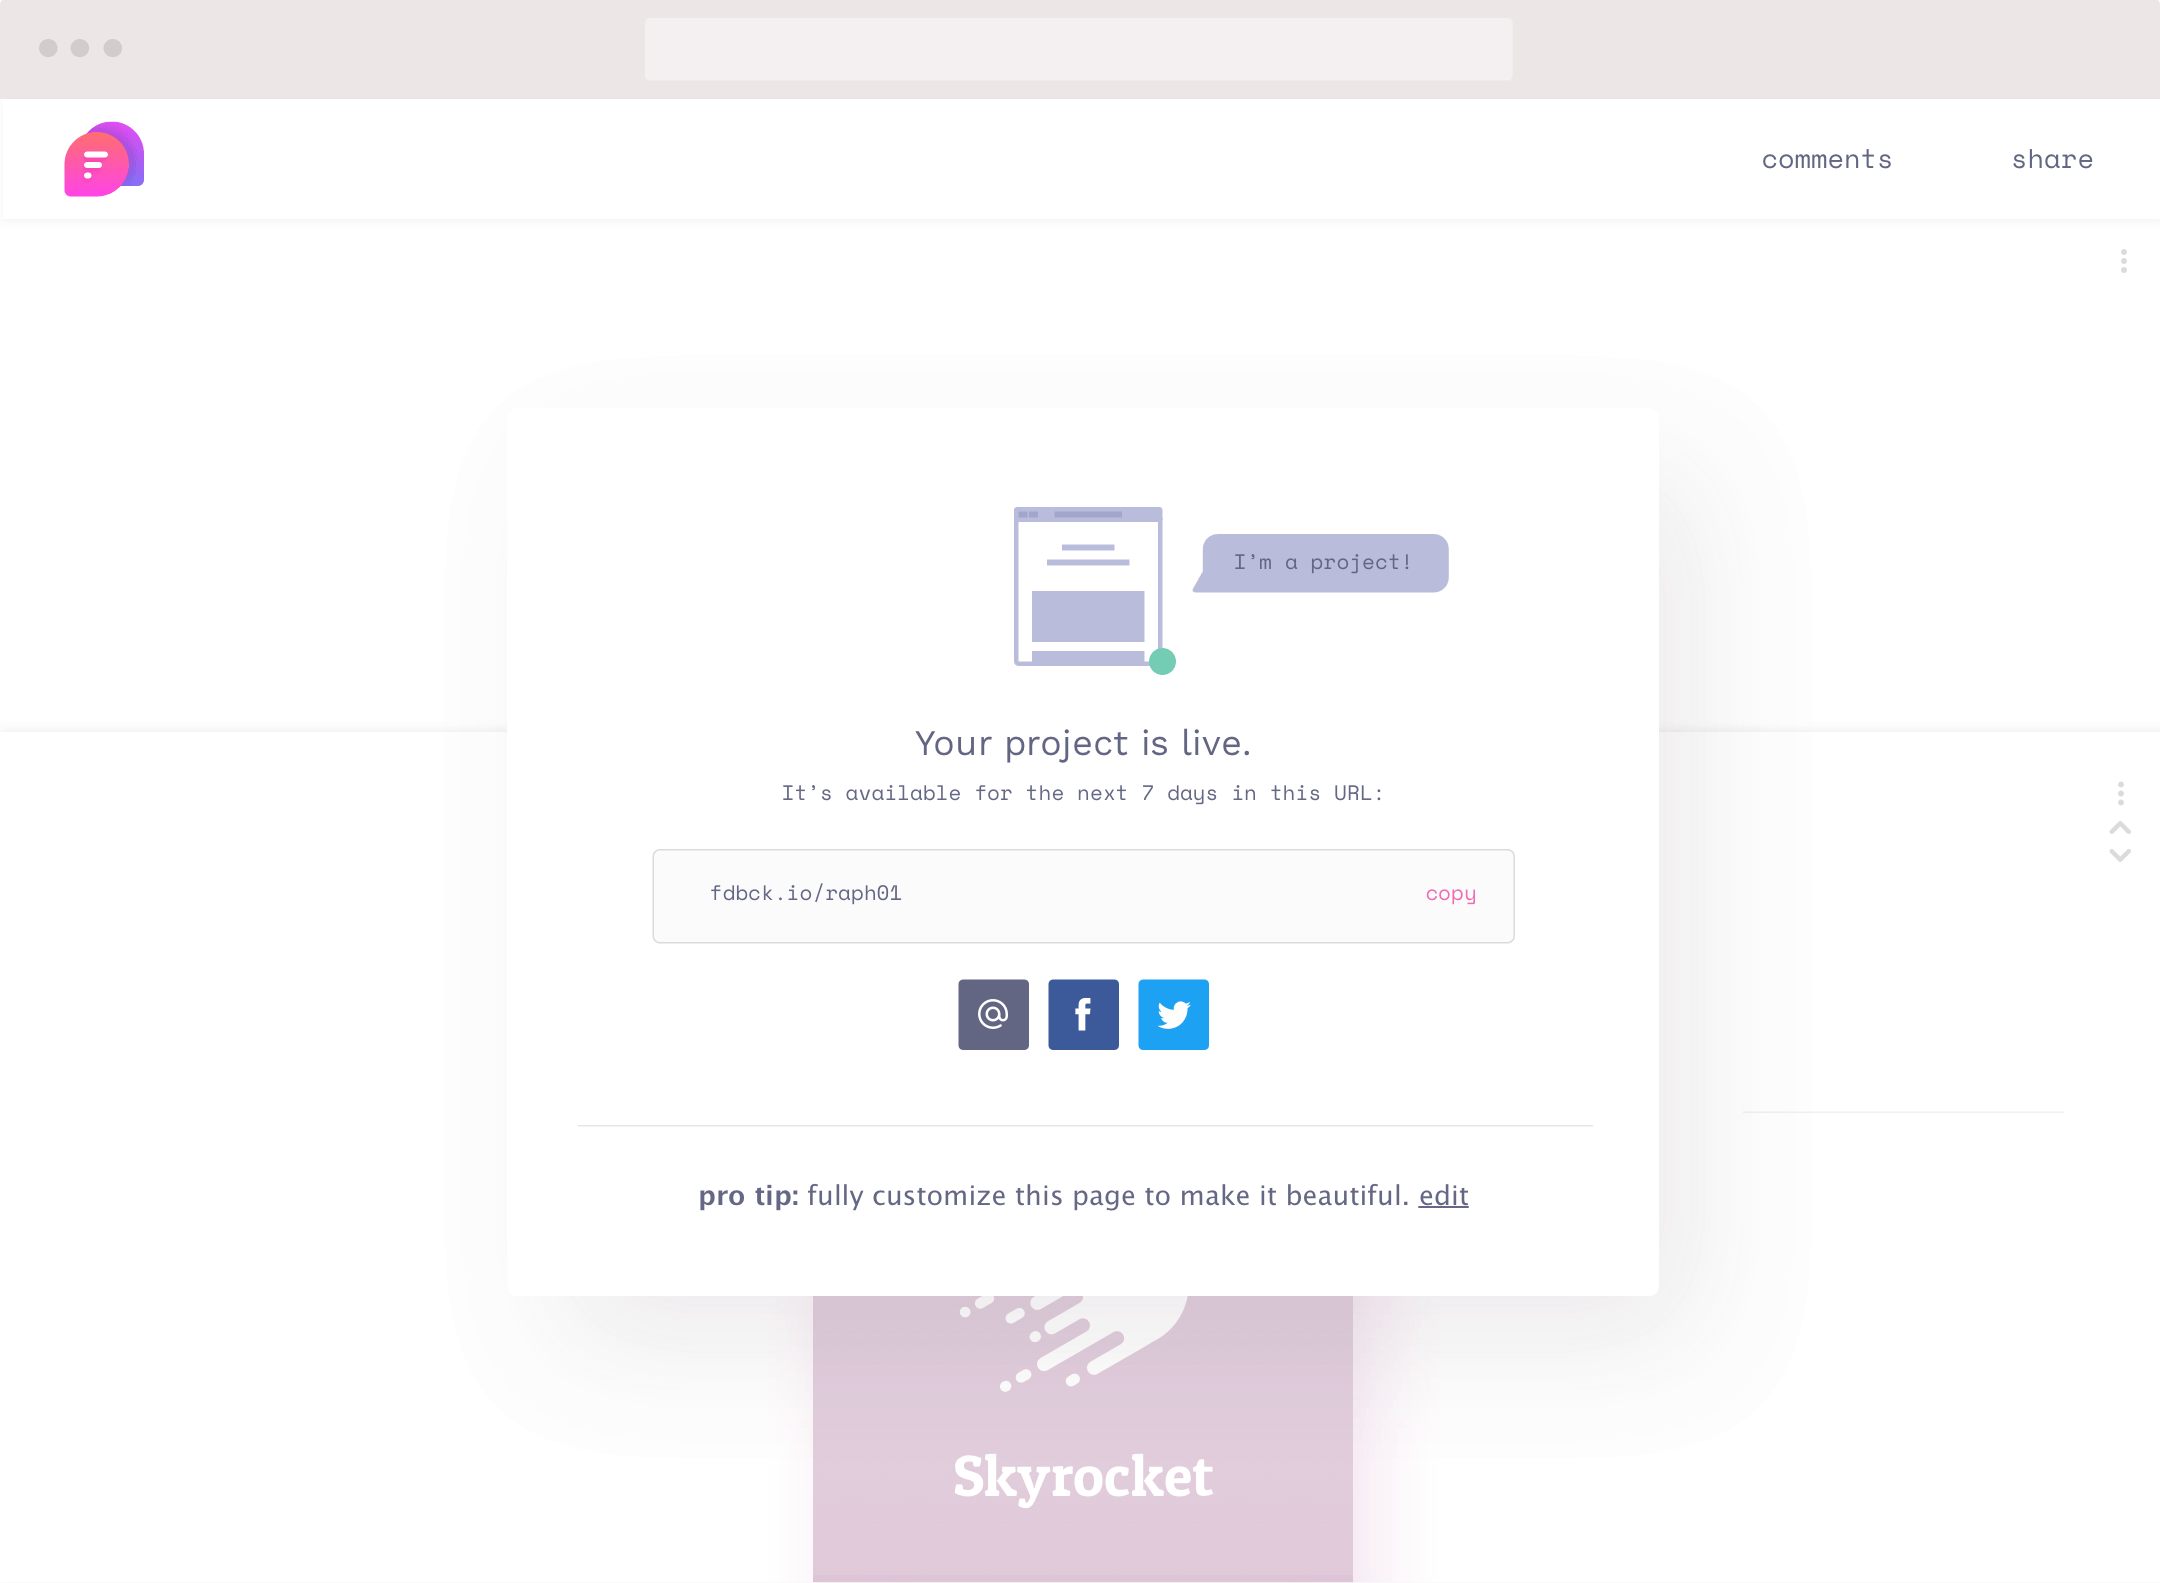 comments share
I’m a project!
Your project is live.
It’s available for the next 7 days in this URL:
fdbck.io/raph01 copy
pro tip: fully customize this page to make it beautiful. edit
Skyrocket